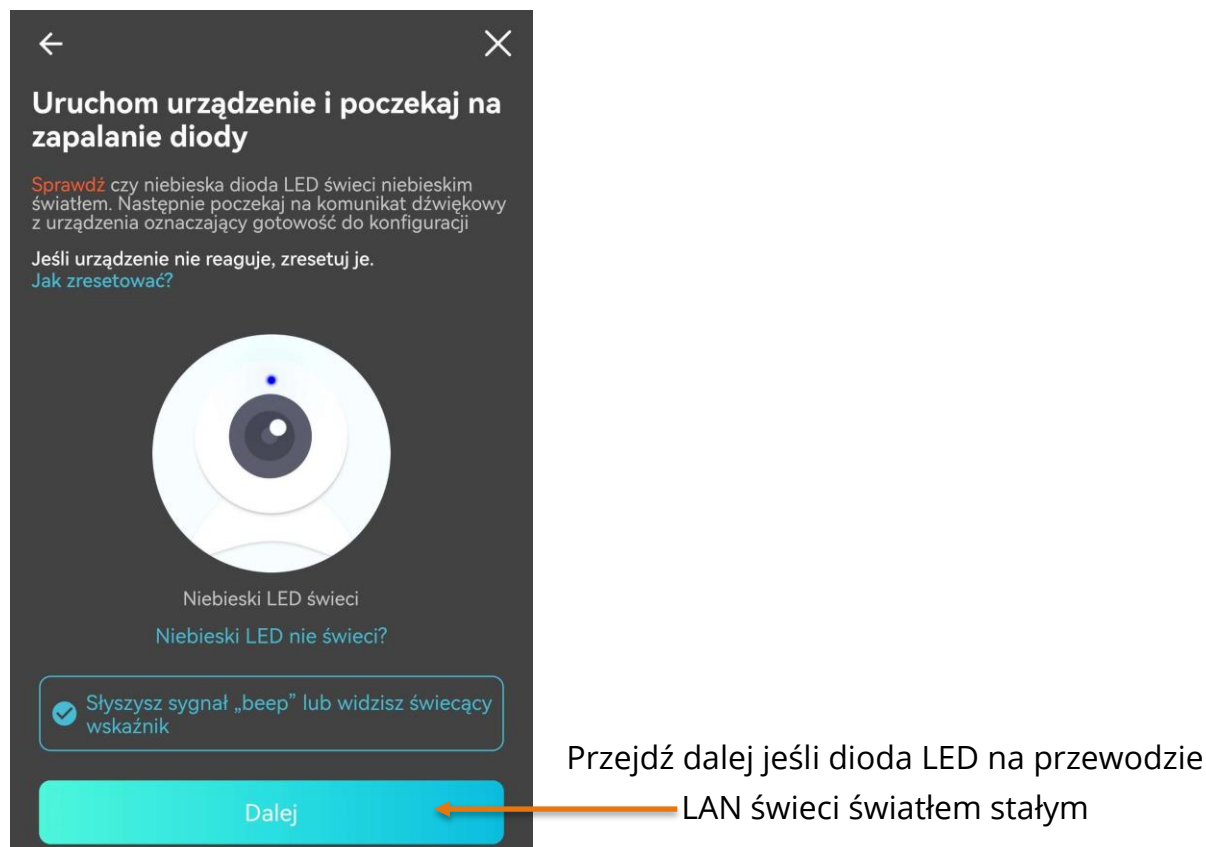 Uruchom urządzenie i poczekaj na
zapalanie diody
Sprawdź czy niebieska dioda LED świeci niebieskim
światłem. Następnie poczekaj na komunikat dźwiękowy
z urządzenia oznaczający gotowość do konfiguracji
Jeśli urządzenie nie reaguje, zresetuj je.
Jak zresetować?
Niebieski LED świeci
Niebieski LED nie świeci?
Słyszysz sygnał „beep” lub widzisz świecący
wskaźnik
Dalej
Przejdź dalej jeśli dioda LED na przewodzie
LAN świeci światłem stałym